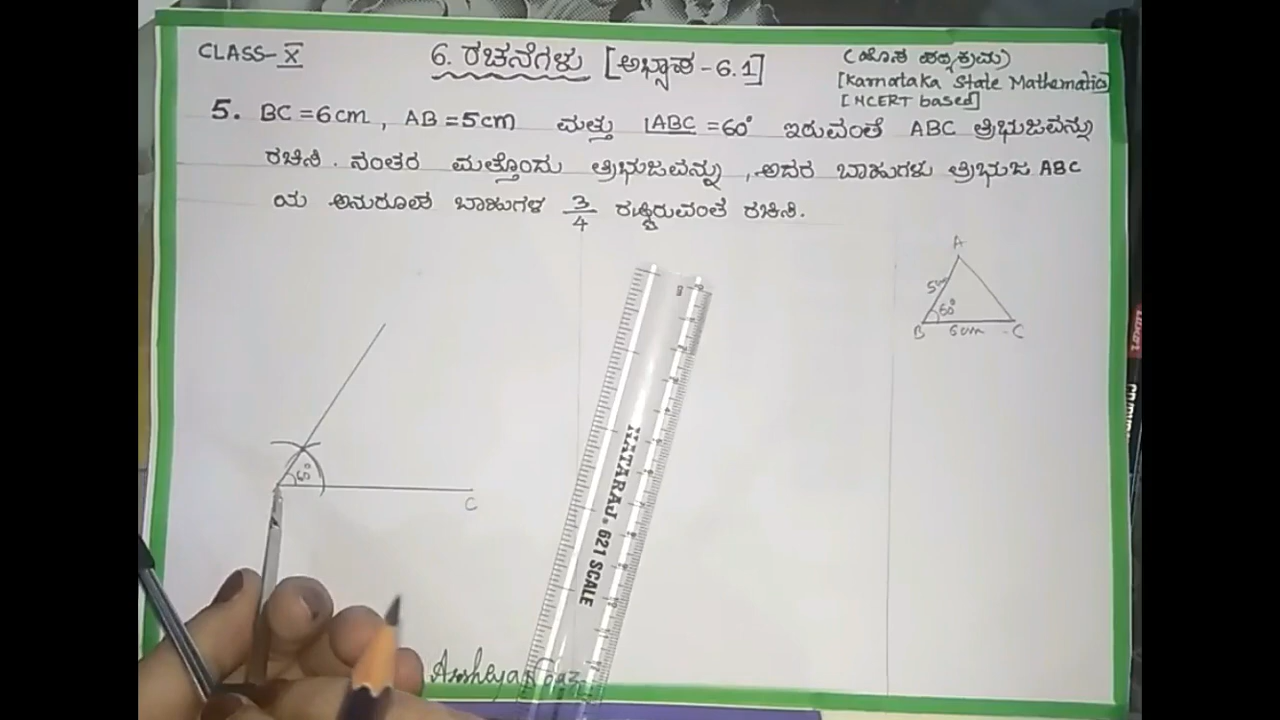 CLASS-X
6. ರಚನೆಗಳು [ಅಭ್ಯಾಸ - 6.1]
(ಹೊಸ ಪಠ್ಯಕ್ರಮ)
[Karnataka State Mathematics]
[NCERT based]
5. BC = 6cm, AB = 5cm ಮತ್ತು ∠ABC = 60° ಇರುವಂತೆ ABC ತ್ರಿಭುಜವನ್ನು
ರಚಿಸಿ. ನಂತರ ಮತ್ತೊಂದು ತ್ರಿಭುಜವನ್ನು, ಅದರ ಬಾಹುಗಳು ತ್ರಿಭುಜ ABC
ಯ ಅನುರೂಪ ಬಾಹುಗಳ 3/4 ರಷ್ಟಿರುವಂತೆ ರಚಿಸಿ.
A
5cm
60°
B 6cm C
60°
C
NATARAJ 621 SCALE